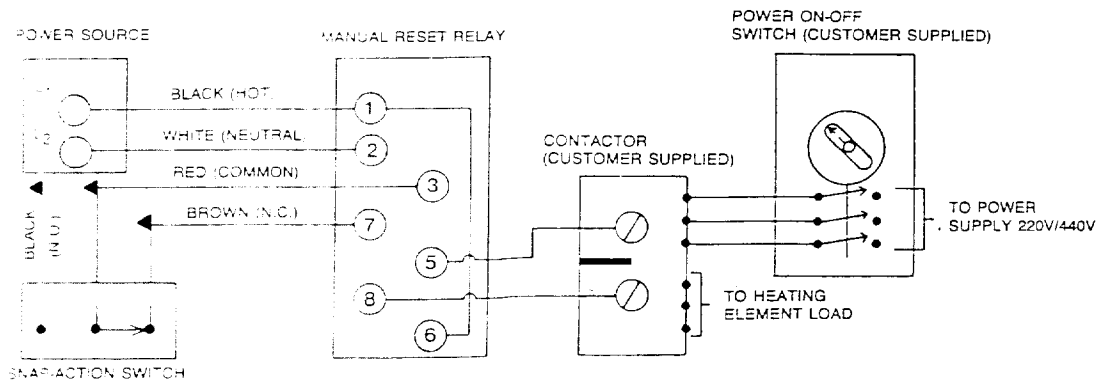 POWER SOURCE
L1
L2
BLACK (HOT)
WHITE (NEUTRAL)
RED (COMMON)
BROWN (N.C.)
BLACK
(N.O.)
SNAP-ACTION SWITCH
MANUAL RESET RELAY
1
2
3
7
5
8
6
CONTACTOR
(CUSTOMER SUPPLIED)
TO HEATING
ELEMENT LOAD
POWER ON-OFF
SWITCH (CUSTOMER SUPPLIED)
TO POWER
SUPPLY 220V/440V